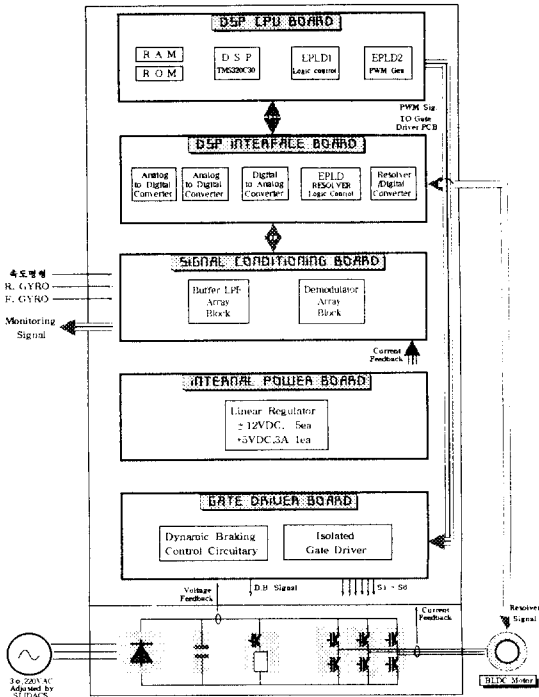 DSP CPU BOARD
RAM
ROM
DSP
TMS320C30
EPLD1
Logic control
EPLD2
PWM Gen
PWM Sig.
TO Gate
Driver PCB
DSP INTERFACE BOARD
Analog
to Digital
Converter
Analog
to Digital
Converter
Digital
to Analog
Converter
EPLD
RESOLVER
Logic Control
Resolver
/Digital
Converter
SIGNAL CONDITIONING BOARD
속도명령
R. GYRO
F. GYRO
Monitoring
Signal
Buffer LPF
Array
Block
Demodulator
Array
Block
Current
Feedback
INTERNAL POWER BOARD
Linear Regulator
±12VDC, 5ea
+5VDC,3A 1ea
GATE DRIVER BOARD
Dynamic Braking
Control Circuitary
Isolated
Gate Driver
Voltage
Feedback
D.B Signal
S1 - S6
Current
Feedback
Resolver
Signal
3φ,220VAC
Adjusted by
SLIDACS
BLDC Motor